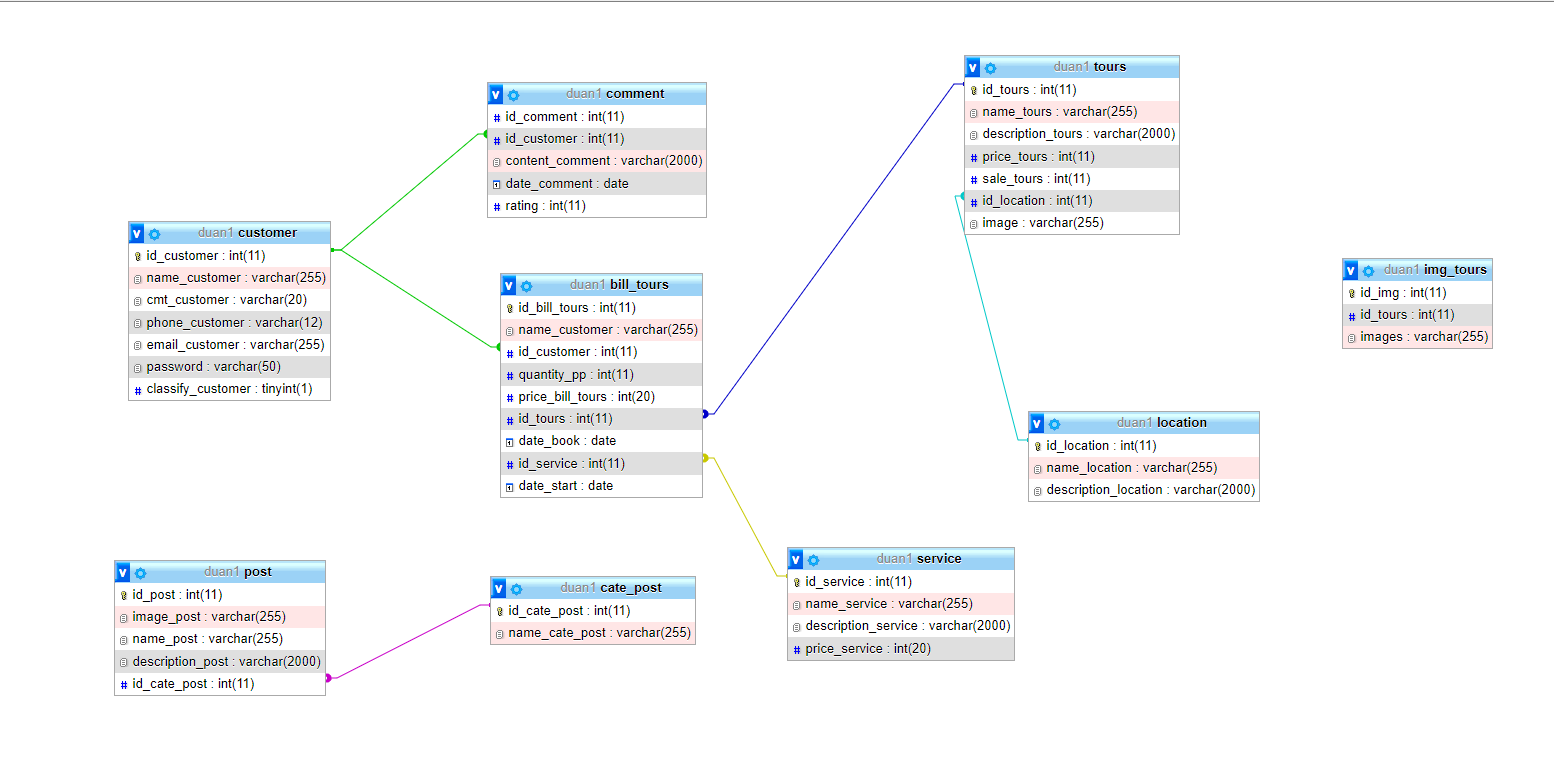 duan1 comment
id_comment : int(11)
id_customer : int(11)
content_comment : varchar(2000)
date_comment : date
rating : int(11)
duan1 tours
id_tours : int(11)
name_tours : varchar(255)
description_tours : varchar(2000)
price_tours : int(11)
sale_tours : int(11)
id_location : int(11)
image : varchar(255)
duan1 customer
id_customer : int(11)
name_customer : varchar(255)
cmt_customer : varchar(20)
phone_customer : varchar(12)
email_customer : varchar(255)
password : varchar(50)
classify_customer : tinyint(1)
duan1 bill_tours
id_bill_tours : int(11)
name_customer : varchar(255)
id_customer : int(11)
quantity_pp : int(11)
price_bill_tours : int(20)
id_tours : int(11)
date_book : date
id_service : int(11)
date_start : date
duan1 img_tours
id_img : int(11)
id_tours : int(11)
images : varchar(255)
duan1 location
id_location : int(11)
name_location : varchar(255)
description_location : varchar(2000)
duan1 post
id_post : int(11)
image_post : varchar(255)
name_post : varchar(255)
description_post : varchar(2000)
id_cate_post : int(11)
duan1 cate_post
id_cate_post : int(11)
name_cate_post : varchar(255)
duan1 service
id_service : int(11)
name_service : varchar(255)
description_service : varchar(2000)
price_service : int(20)